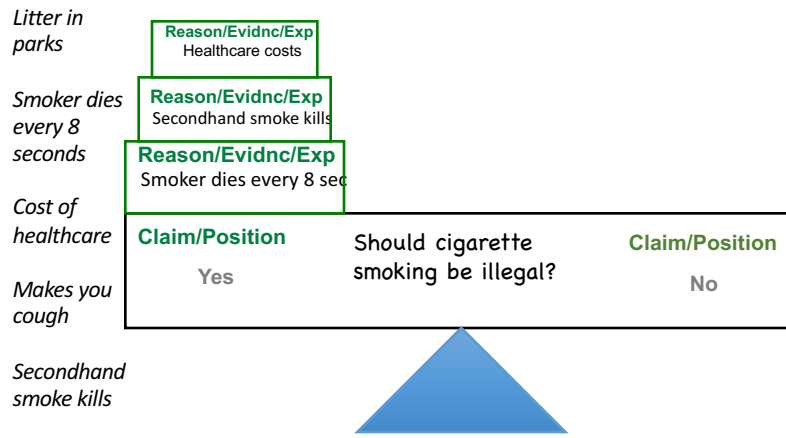 Litter in
parks
Smoker dies
every 8
seconds
Cost of
healthcare
Makes you
cough
Secondhand
smoke kills
Reason/Evidnc/Exp
Healthcare costs
Reason/Evidnc/Exp
Secondhand smoke kills
Reason/Evidnc/Exp
Smoker dies every 8 sec
Claim/Position
Yes
Should cigarette
smoking be illegal?
Claim/Position
No